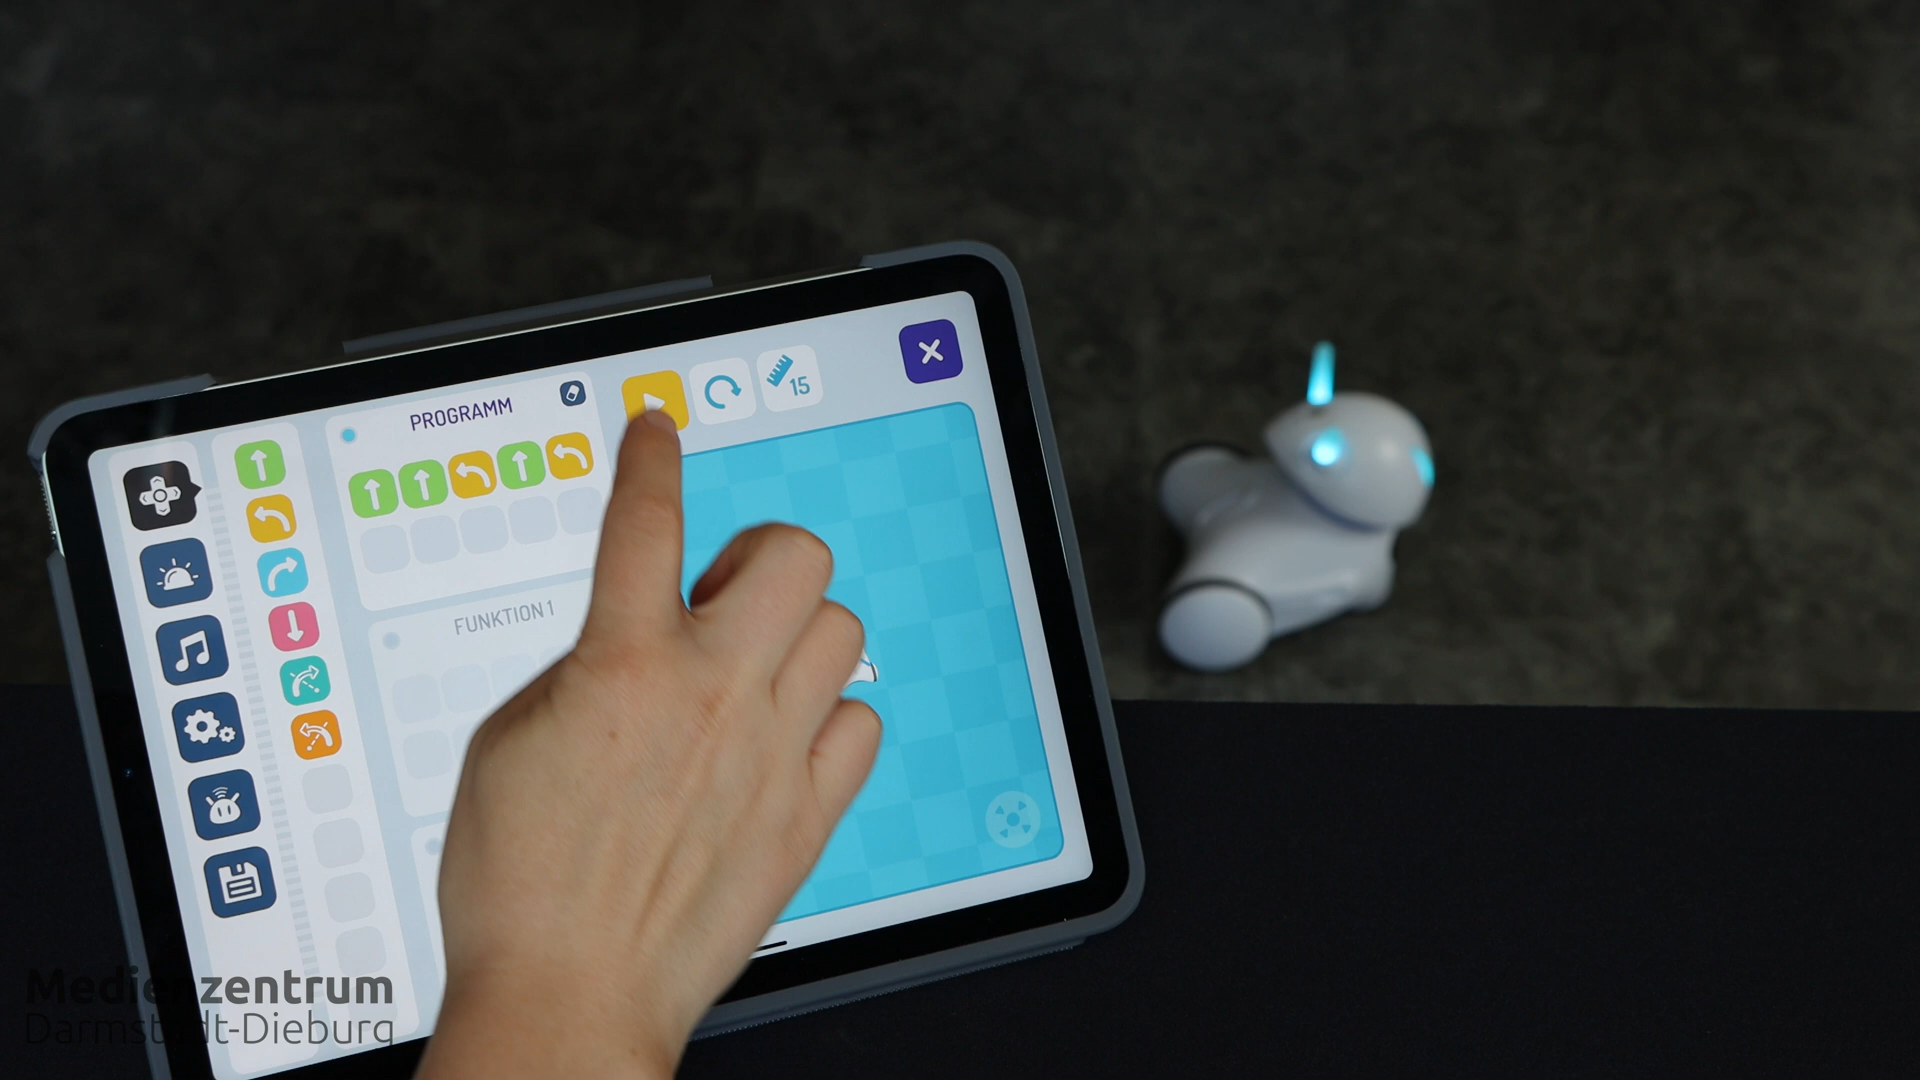 PROGRAMM
15
FUNKTION 1
Medienzentrum
Darmstadt-Dieburg